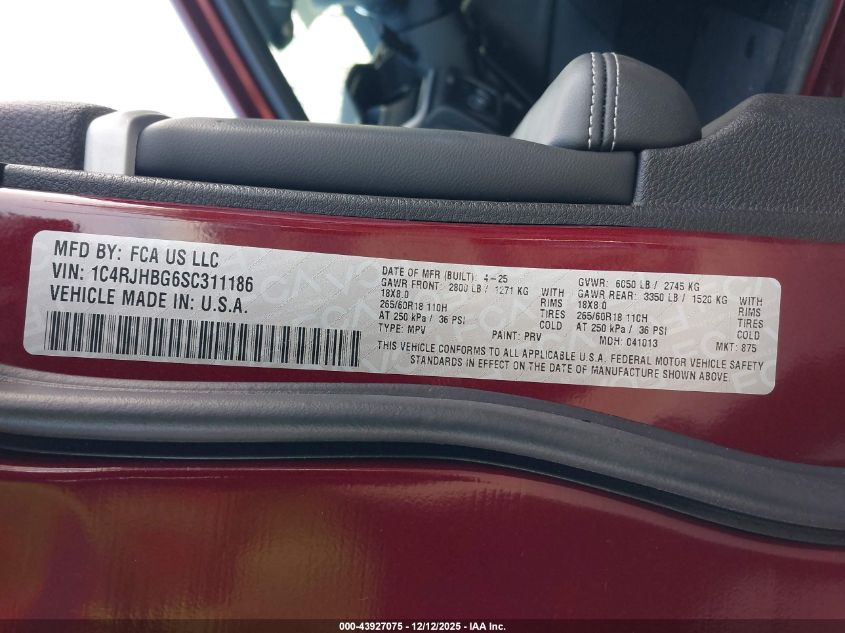 MFD BY: FCA US LLC
VIN: 1C4RJHBG6SC311186
VEHICLE MADE IN: U.S.A.
DATE OF MFR (BUILT): 4-25
GAWR FRONT: 2800 LB / 1271 KG WITH
18X8.0 RIMS
265/60R18 110H TIRES
AT 250 kPa / 36 PSI COLD
TYPE: MPV PAINT: PRV
GVWR: 6050 LB / 2745 KG
GAWR REAR: 3350 LB / 1520 KG WITH
18X8.0 RIMS
265/60R18 110H TIRES
AT 250 kPa / 36 PSI COLD
MDH: 041013 MKT: 875
THIS VEHICLE CONFORMS TO ALL APPLICABLE U.S.A. FEDERAL MOTOR VEHICLE SAFETY
STANDARDS IN EFFECT ON THE DATE OF MANUFACTURE SHOWN ABOVE.
000-43927075 - 12/12/2025 - IAA Inc.